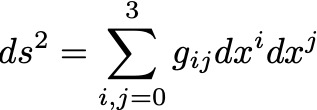 ds² = ∑_{i,j=0}^{3} g_{ij}dx^{i}dx^{j}